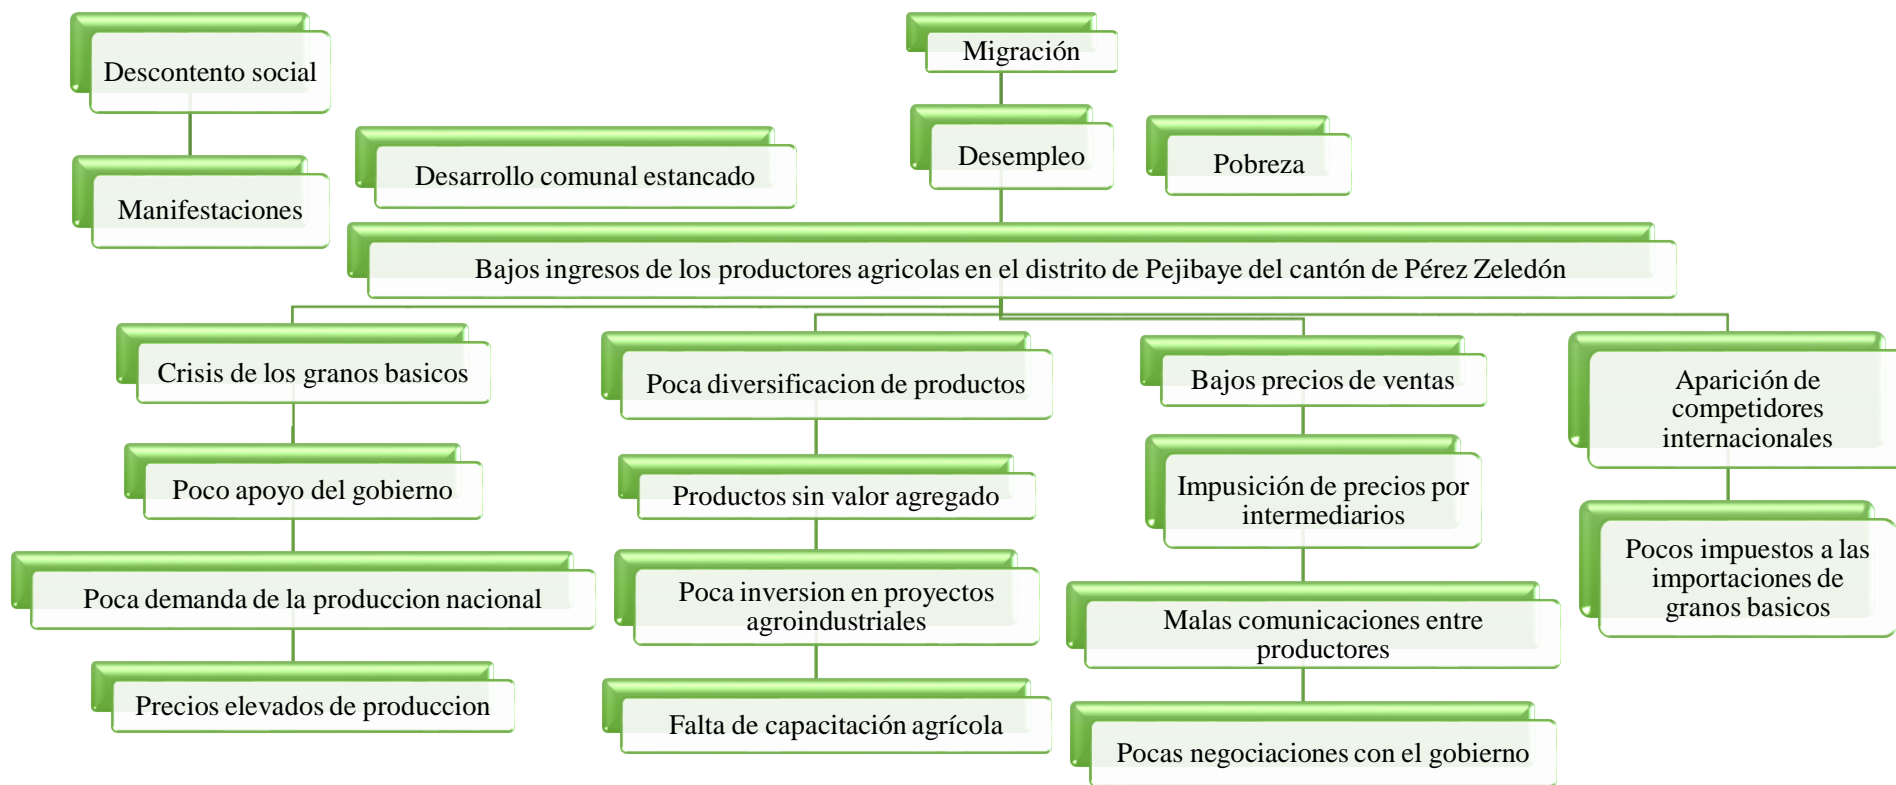 Descontento social
Migración
Manifestaciones
Desarrollo comunal estancado
Desempleo
Pobreza
Bajos ingresos de los productores agricolas en el distrito de Pejibaye del cantón de Pérez Zeledón
Crisis de los granos basicos
Poco apoyo del gobierno
Poca demanda de la produccion nacional
Precios elevados de produccion
Poca diversificacion de productos
Productos sin valor agregado
Poca inversion en proyectos
agroindustriales
Falta de capacitación agrícola
Bajos precios de ventas
Impusición de precios por
intermediarios
Malas comunicaciones entre
productores
Pocas negociaciones con el gobierno
Aparición de
competidores
internacionales
Pocos impuestos a las
importaciones de
granos basicos